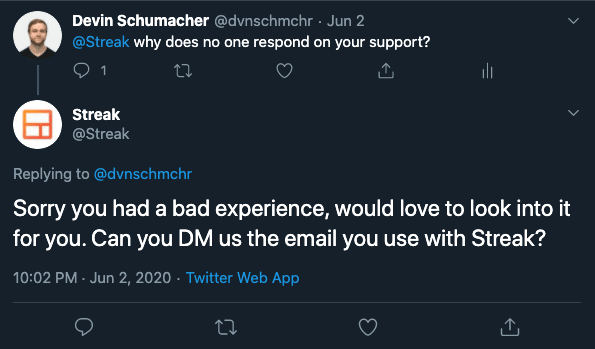 Devin Schumacher @dvnschmchr · Jun 2
@Streak why does no one respond on your support?
1
Streak
@Streak
Replying to @dvnschmchr
Sorry you had a bad experience, would love to look into it
for you. Can you DM us the email you use with Streak?
10:02 PM · Jun 2, 2020 · Twitter Web App